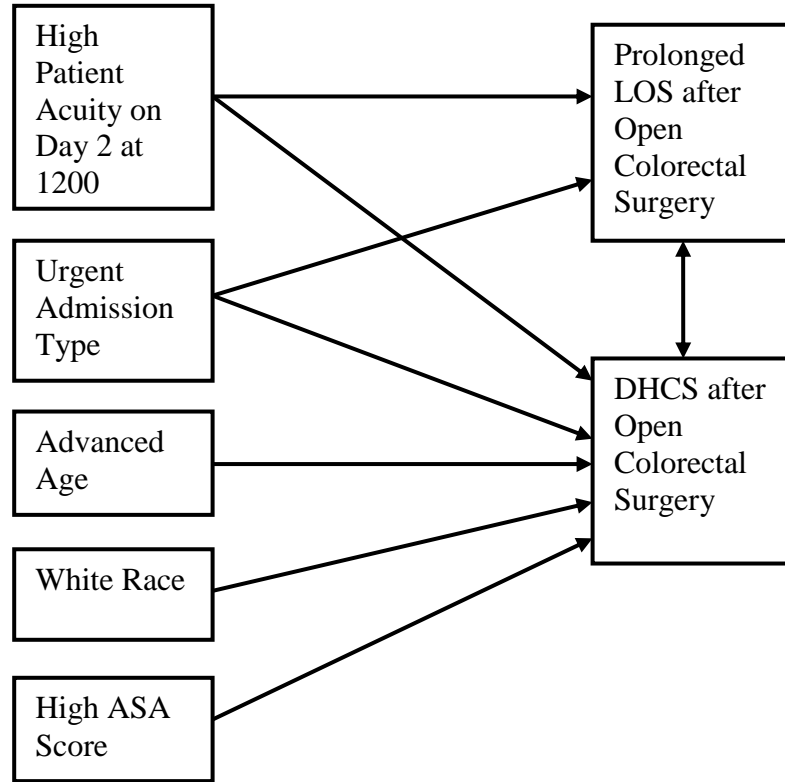 High
Patient
Acuity on
Day 2 at
1200
Prolonged
LOS after
Open
Colorectal
Surgery
Urgent
Admission
Type
DHCS after
Open
Colorectal
Surgery
Advanced
Age
White Race
High ASA
Score